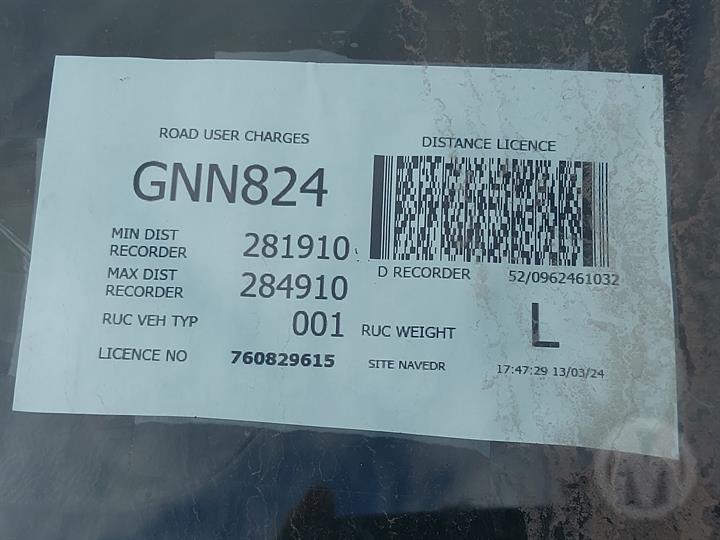 ROAD USER CHARGES
DISTANCE LICENCE
GNN824
MIN DIST
RECORDER 281910
D RECORDER 52/0962461032
MAX DIST
RECORDER 284910
RUC VEH TYP 001 RUC WEIGHT L
LICENCE NO 760829615 SITE NAVEDR 17:47:29 13/03/24